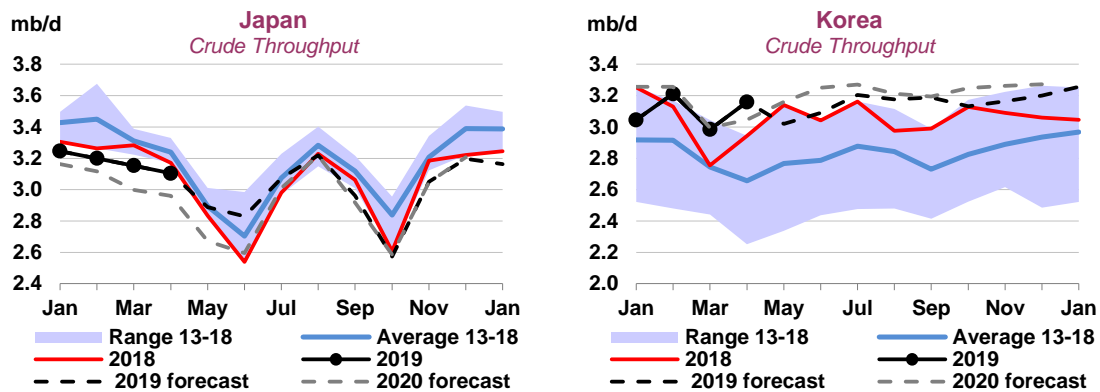 mb/d
Japan
Crude Throughput
3.8
3.6
3.4
3.2
3.0
2.8
2.6
2.4
Jan Mar May Jul Sep Nov Jan
Range 13-18 Average 13-18
2018 2019
2019 forecast 2020 forecast
mb/d
Korea
Crude Throughput
3.4
3.2
3.0
2.8
2.6
2.4
2.2
2.0
Jan Mar May Jul Sep Nov Jan
Range 13-18 Average 13-18
2018 2019
2019 forecast 2020 forecast